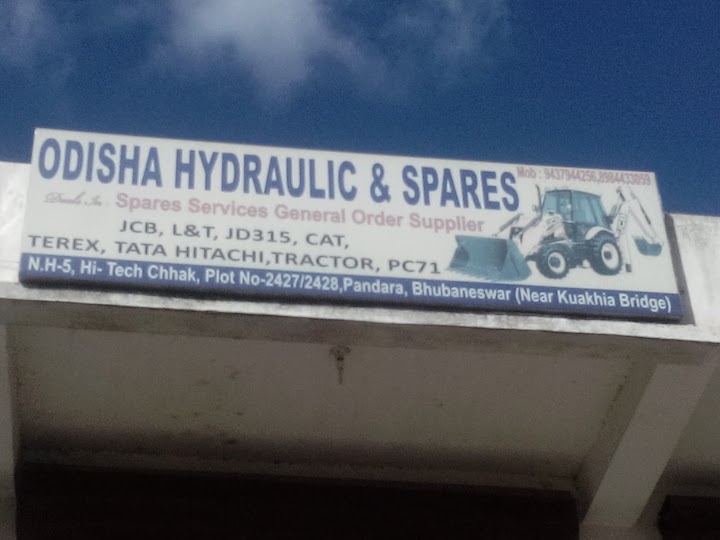 ODISHA HYDRAULIC & SPARES
Mob : 9437944256,8984433059
Deals In : Spares Services General Order Supplier
JCB, L&T, JD315, CAT,
TEREX, TATA HITACHI,TRACTOR, PC71
N.H-5, Hi- Tech Chhak, Plot No-2427/2428,Pandara, Bhubaneswar (Near Kuakhia Bridge)